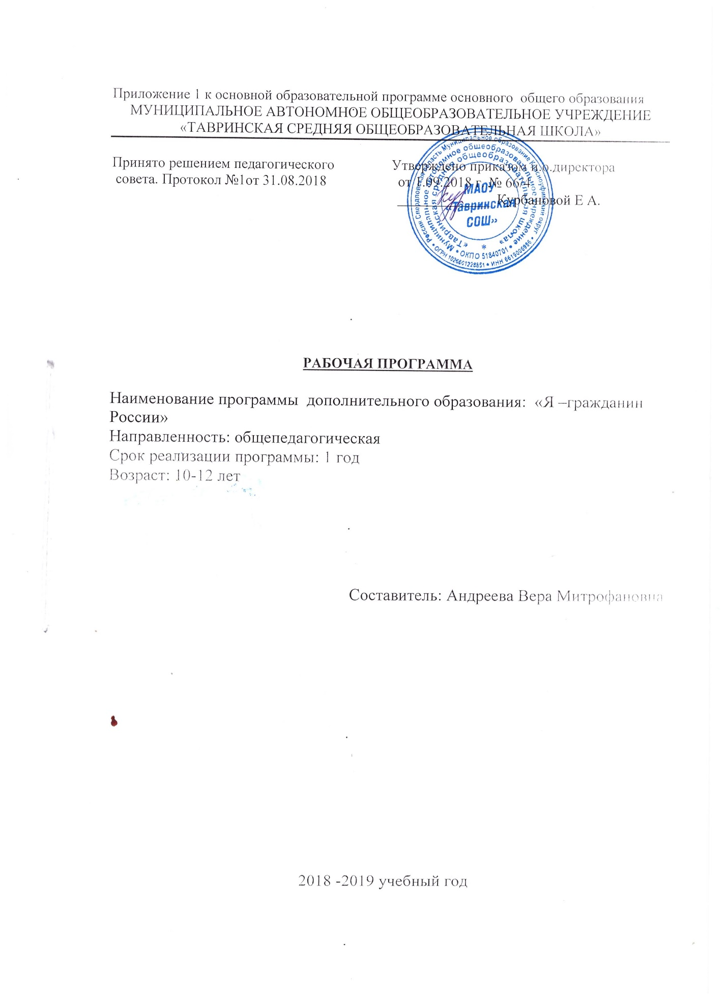 Приложение 1 к основной образовательной программе основного общего образования
МУНИЦИПАЛЬНОЕ АВТОНОМНОЕ ОБЩЕОБРАЗОВАТЕЛЬНОЕ УЧРЕЖДЕНИЕ
«ТАВРИНСКАЯ СРЕДНЯЯ ОБЩЕОБРАЗОВАТЕЛЬНАЯ ШКОЛА»
Принято решением педагогического
совета. Протокол №1от 31.08.2018
Утверждено приказом и.о.директора
от 1.09.2018 г. № 66/4
Курбановой Е А.
Россия Свердловская область Муниципальное образование Красноуфимский округ
• ОГРН 1026601228851 • ИНН 6619006986 •
Муниципальное автономное общеобразовательное учреждение
• ОКПО 51840701 •
«Тавринская средняя общеобразовательная школа»
*
МАОУ
«Тавринская
СОШ»
РАБОЧАЯ ПРОГРАММА
Наименование программы дополнительного образования: «Я –гражданин
России»
Направленность: общепедагогическая
Срок реализации программы: 1 год
Возраст: 10-12 лет
Составитель: Андреева Вера Митрофановна
2018 -2019 учебный год